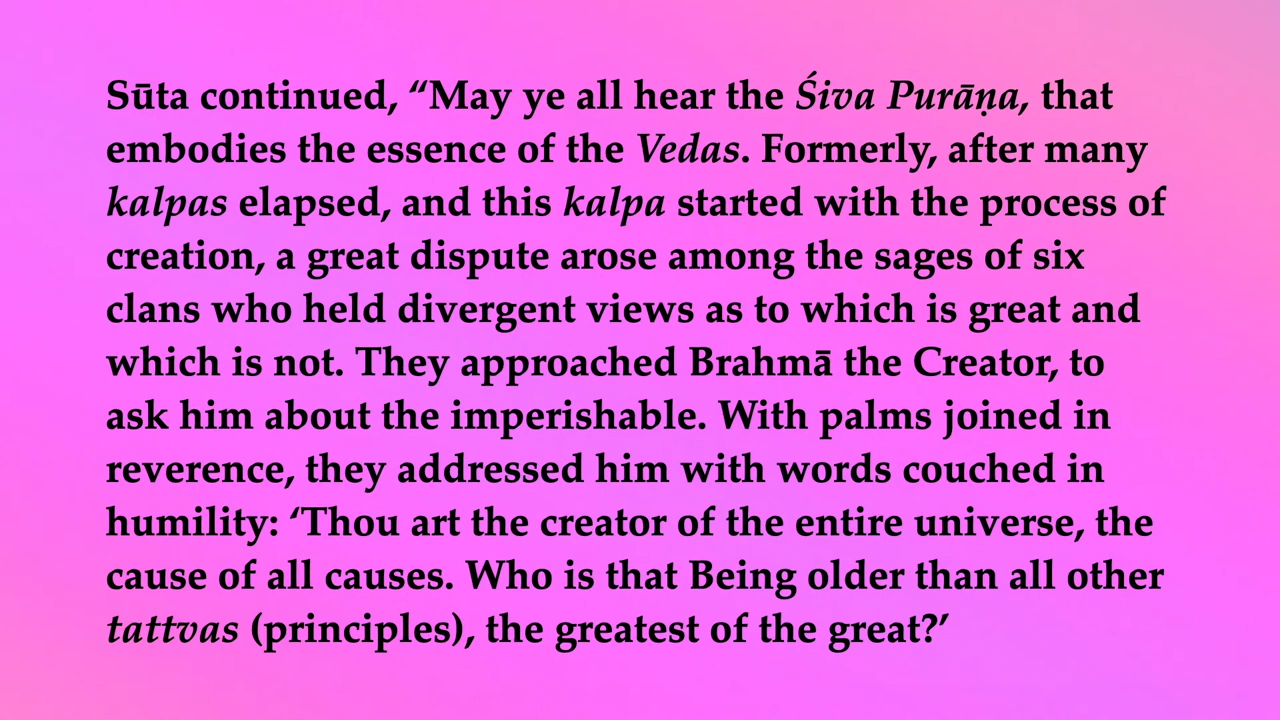 Sūta continued, “May ye all hear the Śiva Purāṇa, that
embodies the essence of the Vedas. Formerly, after many
kalpas elapsed, and this kalpa started with the process of
creation, a great dispute arose among the sages of six
clans who held divergent views as to which is great and
which is not. They approached Brahmā the Creator, to
ask him about the imperishable. With palms joined in
reverence, they addressed him with words couched in
humility: ‘Thou art the creator of the entire universe, the
cause of all causes. Who is that Being older than all other
tattvas (principles), the greatest of the great?’